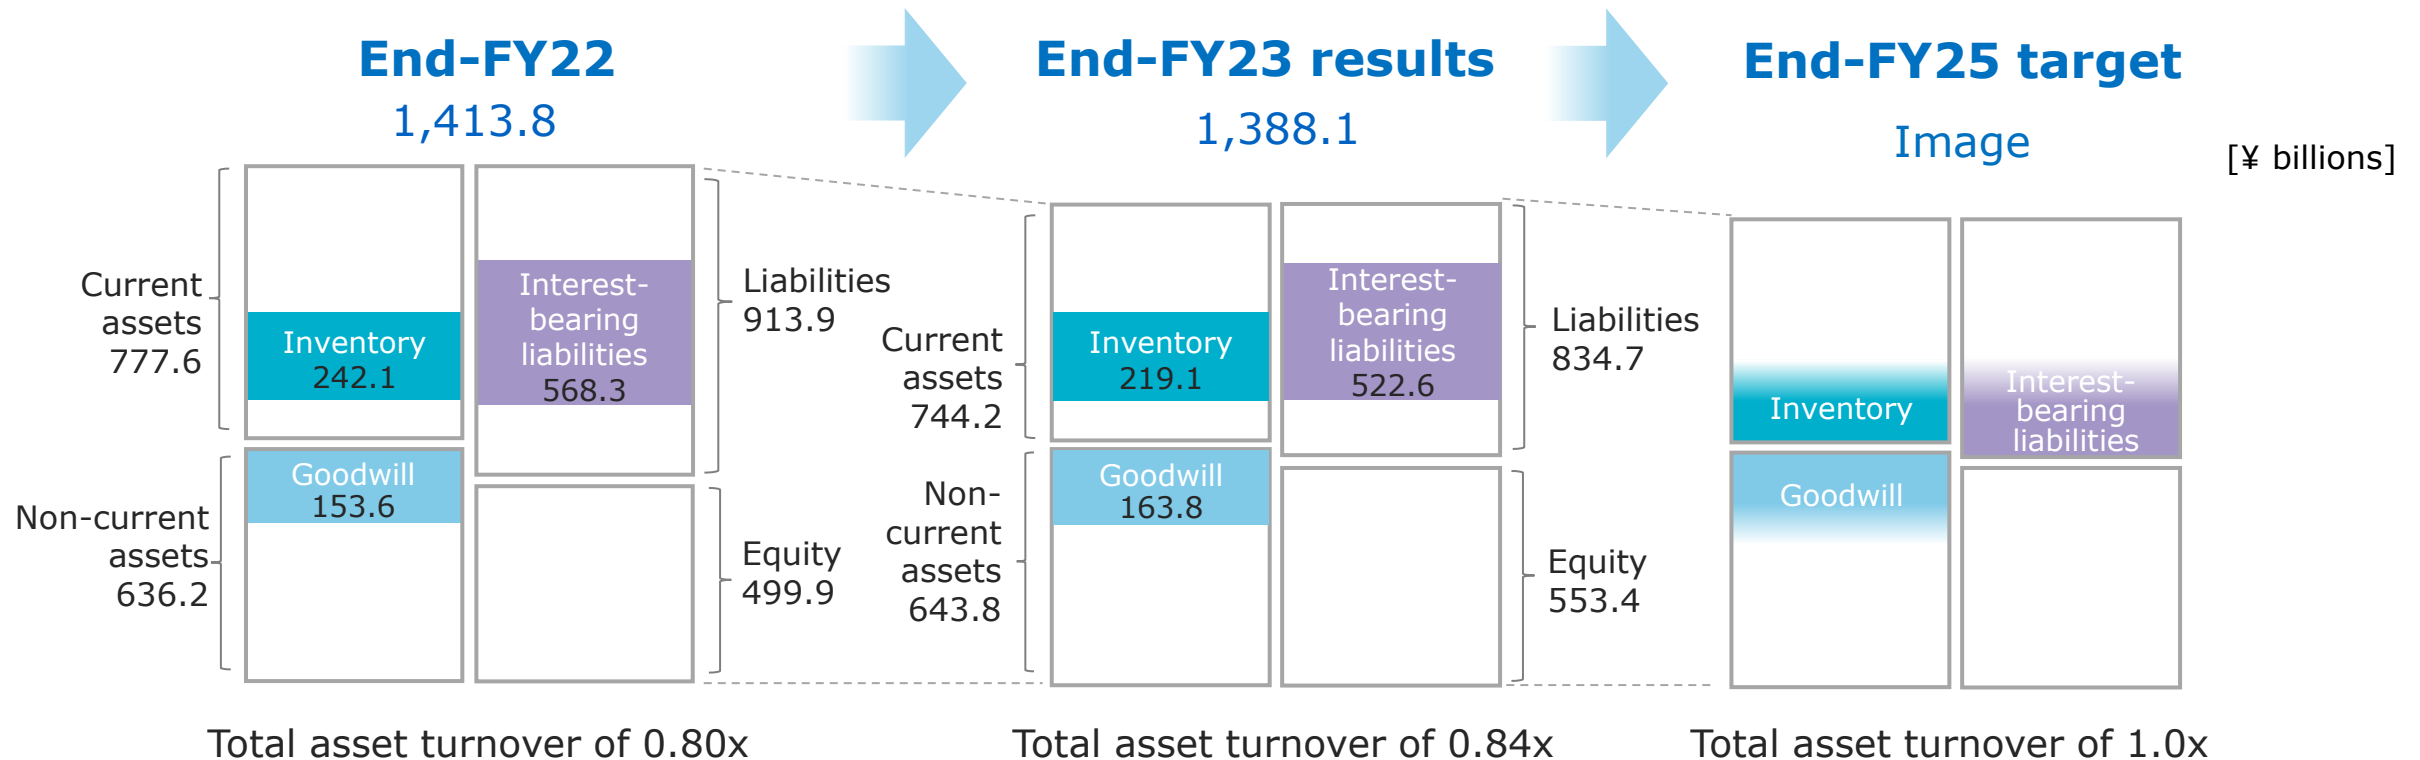 End-FY22
1,413.8
End-FY23 results
1,388.1
End-FY25 target
Image
[¥ billions]
Current
assets
777.6
Inventory
242.1
Interest-
bearing
liabilities
568.3
Liabilities
913.9
Non-current
assets
636.2
Goodwill
153.6
Equity
499.9
Total asset turnover of 0.80x
Current
assets
744.2
Inventory
219.1
Interest-
bearing
liabilities
522.6
Liabilities
834.7
Non-
current
assets
643.8
Goodwill
163.8
Equity
553.4
Total asset turnover of 0.84x
Inventory
Interest-
bearing
liabilities
Goodwill
Total asset turnover of 1.0x